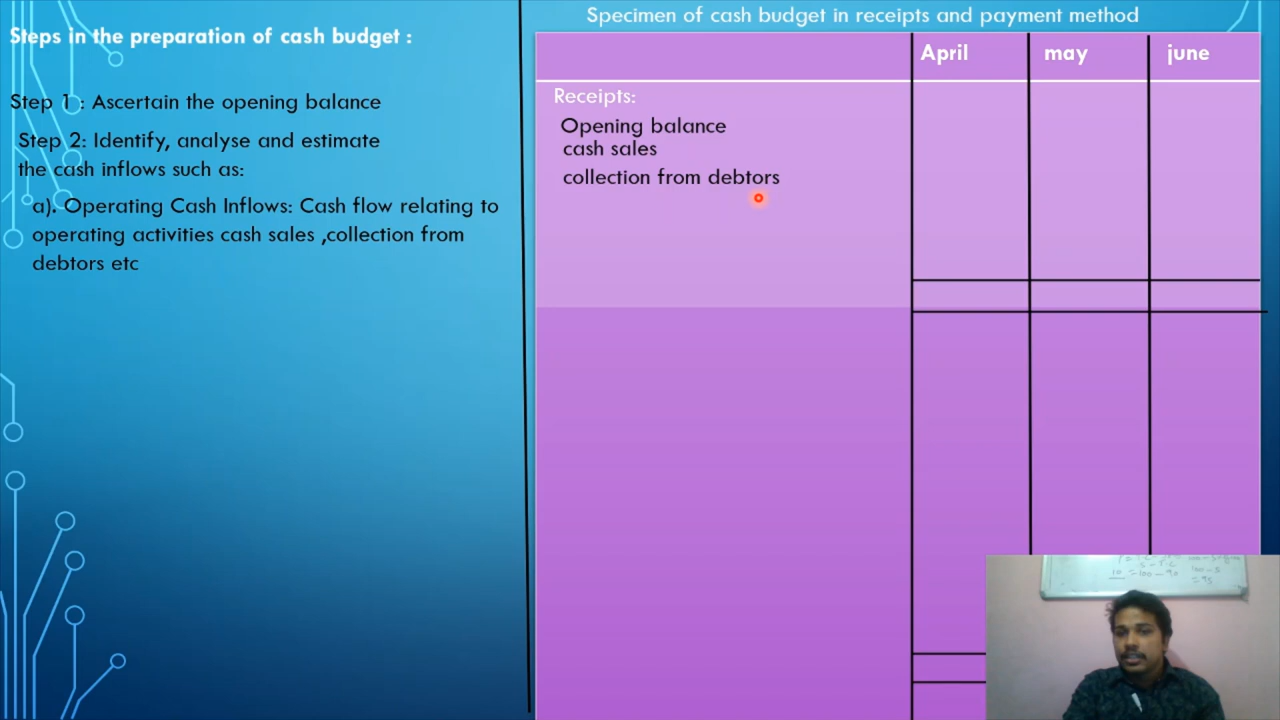 Steps in the preparation of cash budget :
Step 1 : Ascertain the opening balance
Step 2: Identify, analyse and estimate
the cash inflows such as:
a). Operating Cash Inflows: Cash flow relating to
operating activities cash sales ,collection from
debtors etc
Specimen of cash budget in receipts and payment method
April may june
Receipts:
Opening balance
cash sales
collection from debtors